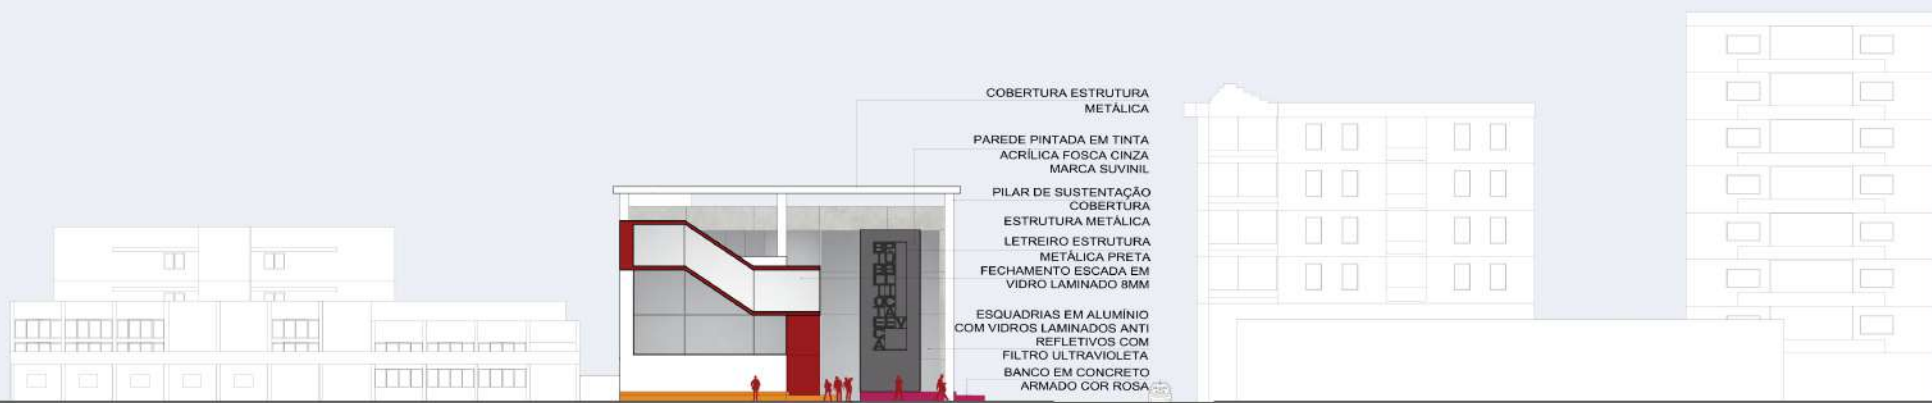 COBERTURA ESTRUTURA
METÁLICA
PAREDE PINTADA EM TINTA
ACRÍLICA FOSCA CINZA
MARCA SUVINIL
PILAR DE SUSTENTAÇÃO
COBERTURA
ESTRUTURA METÁLICA
LETREIRO ESTRUTURA
METÁLICA PRETA
FECHAMENTO ESCADA EM
VIDRO LAMINADO 8MM
ESQUADRIAS EM ALUMÍNIO
COM VIDROS LAMINADOS ANTI
REFLETIVOS COM
FILTRO ULTRAVIOLETA
BANCO EM CONCRETO
ARMADO COR ROSA